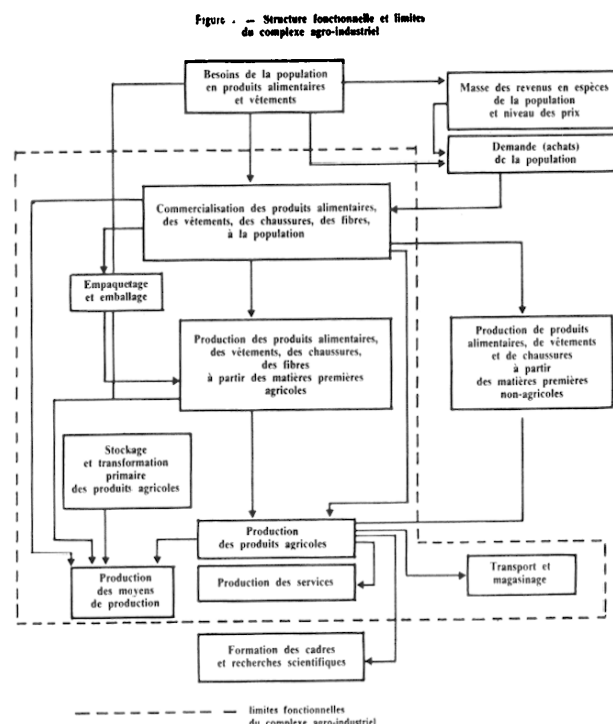 Figure . — Structure fonctionnelle et limites
du complexe agro-industriel
Besoins de la population
en produits alimentaires
et vêtements
Masse des revenus en espèces
de la population
et niveau des prix
Demande (achats)
de la population
Commercialisation des produits alimentaires,
des vêtements, des chaussures, des fibres,
à la population
Empaquetage
et emballage
Production des produits alimentaires,
des vêtements, des chaussures,
des fibres
à partir des matières premières
agricoles
Production de produits
alimentaires, de vêtements
et de chaussures
à partir
des matières premières
non-agricoles
Stockage
et transformation
primaire
des produits agricoles
Production
des produits agricoles
Production
des moyens
de production
Production des services
Transport et
magasinage
Formation des cadres
et recherches scientifiques
limites fonctionnelles
du complexe agro-industriel